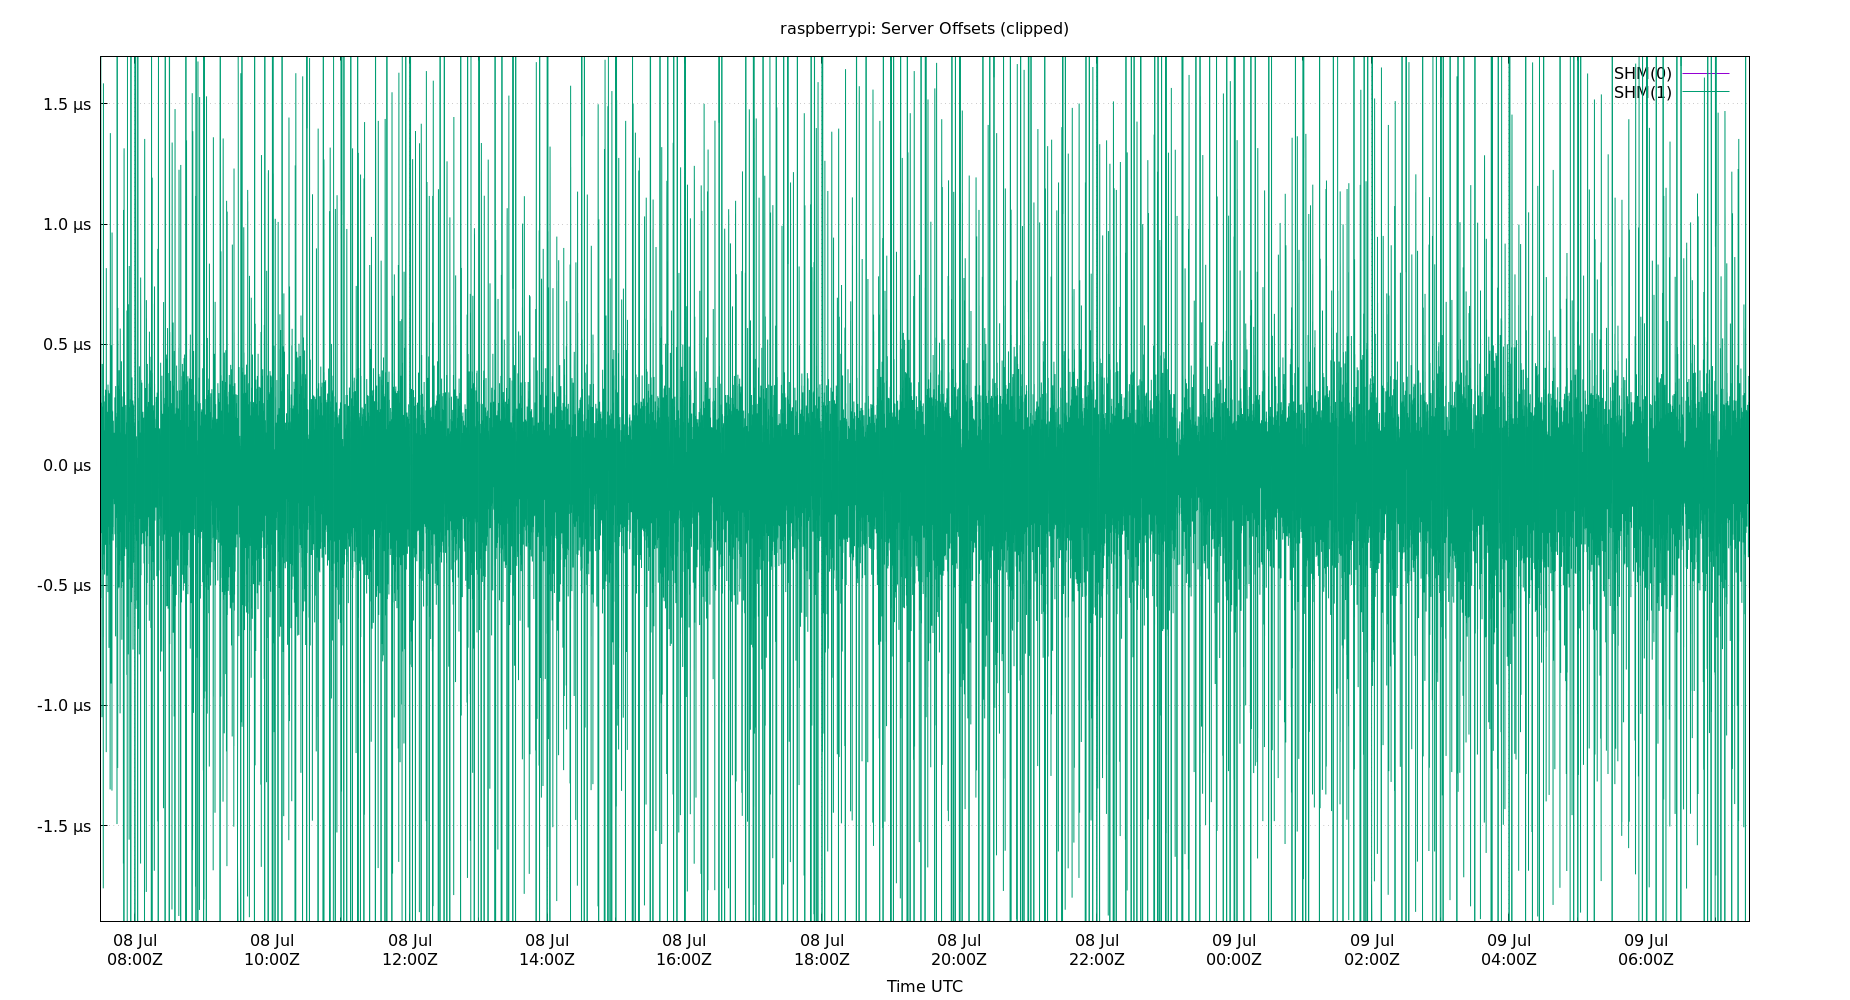 raspberrypi: Server Offsets (clipped)
SHM(0)
SHM(1)
1.5 µs
1.0 µs
0.5 µs
0.0 µs
-0.5 µs
-1.0 µs
-1.5 µs
08 Jul 08 Jul 08 Jul 08 Jul 08 Jul 08 Jul 08 Jul 08 Jul 09 Jul 09 Jul 09 Jul 09 Jul
08:00Z 10:00Z 12:00Z 14:00Z 16:00Z 18:00Z 20:00Z 22:00Z 00:00Z 02:00Z 04:00Z 06:00Z
Time UTC